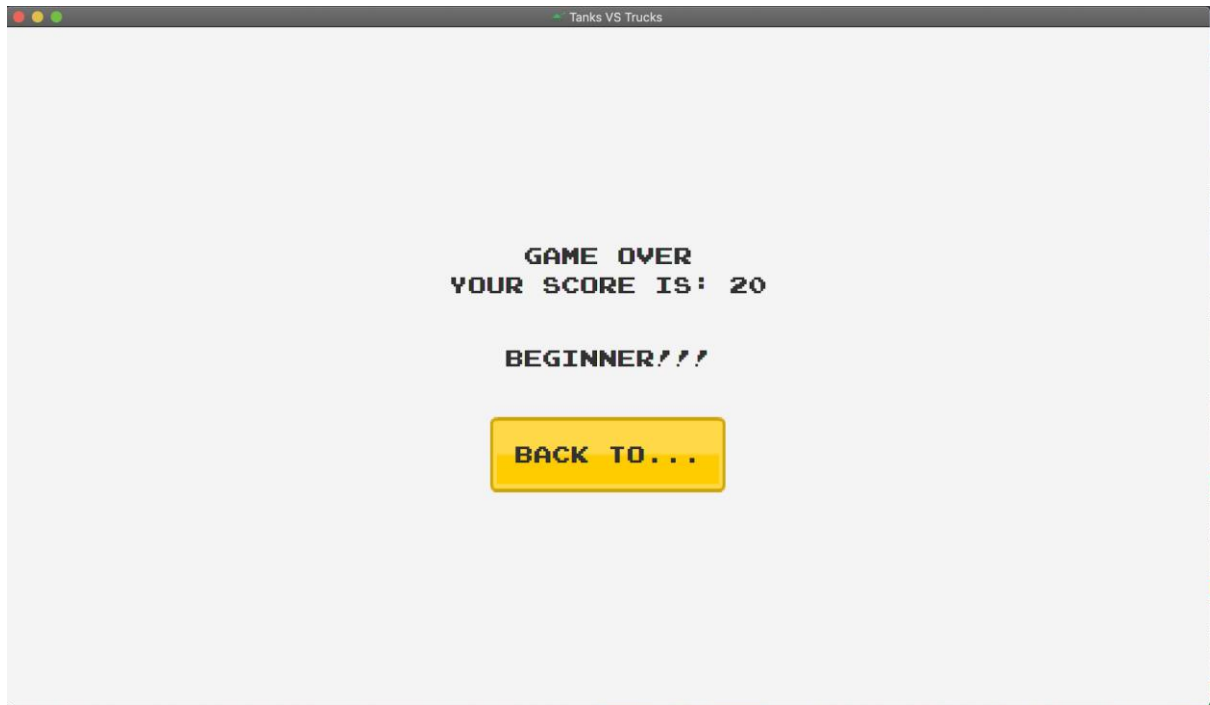 Tanks VS Trucks
GAME OVER
YOUR SCORE IS: 20
BEGINNER!!!
BACK TO...